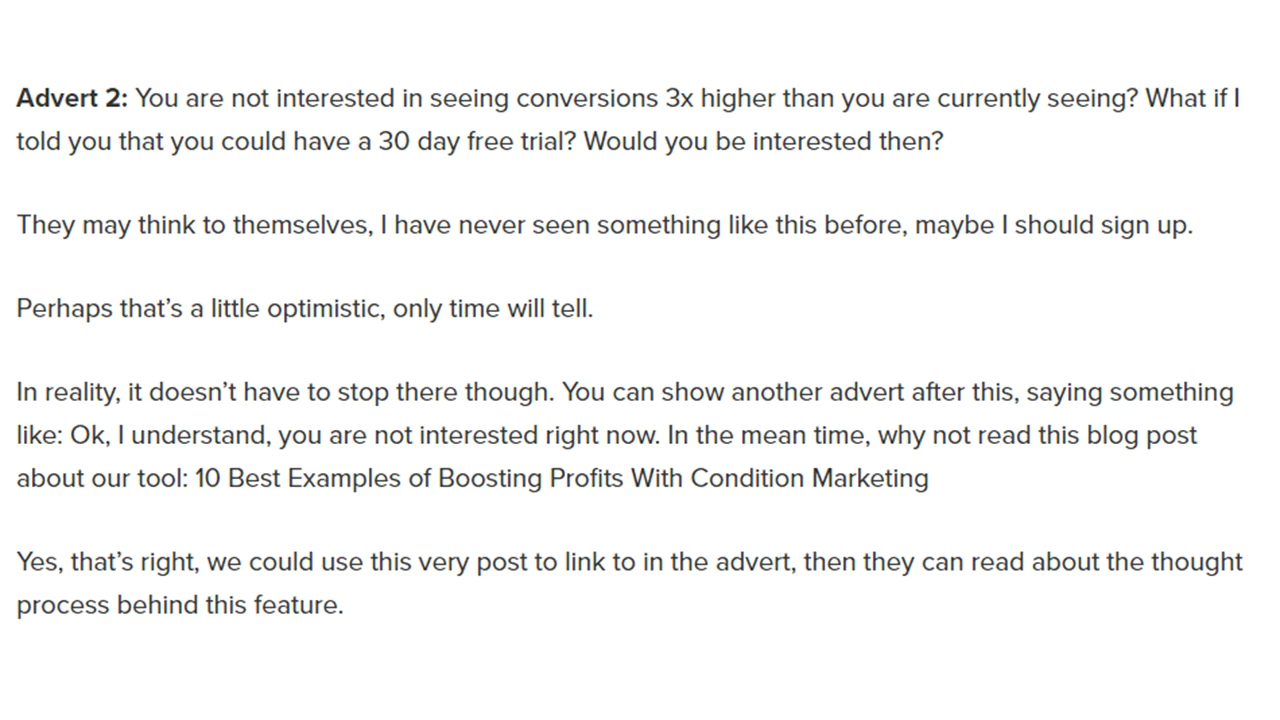 Advert 2: You are not interested in seeing conversions 3x higher than you are currently seeing? What if I
told you that you could have a 30 day free trial? Would you be interested then?
They may think to themselves, I have never seen something like this before, maybe I should sign up.
Perhaps that’s a little optimistic, only time will tell.
In reality, it doesn’t have to stop there though. You can show another advert after this, saying something
like: Ok, I understand, you are not interested right now. In the mean time, why not read this blog post
about our tool: 10 Best Examples of Boosting Profits With Condition Marketing
Yes, that’s right, we could use this very post to link to in the advert, then they can read about the thought
process behind this feature.